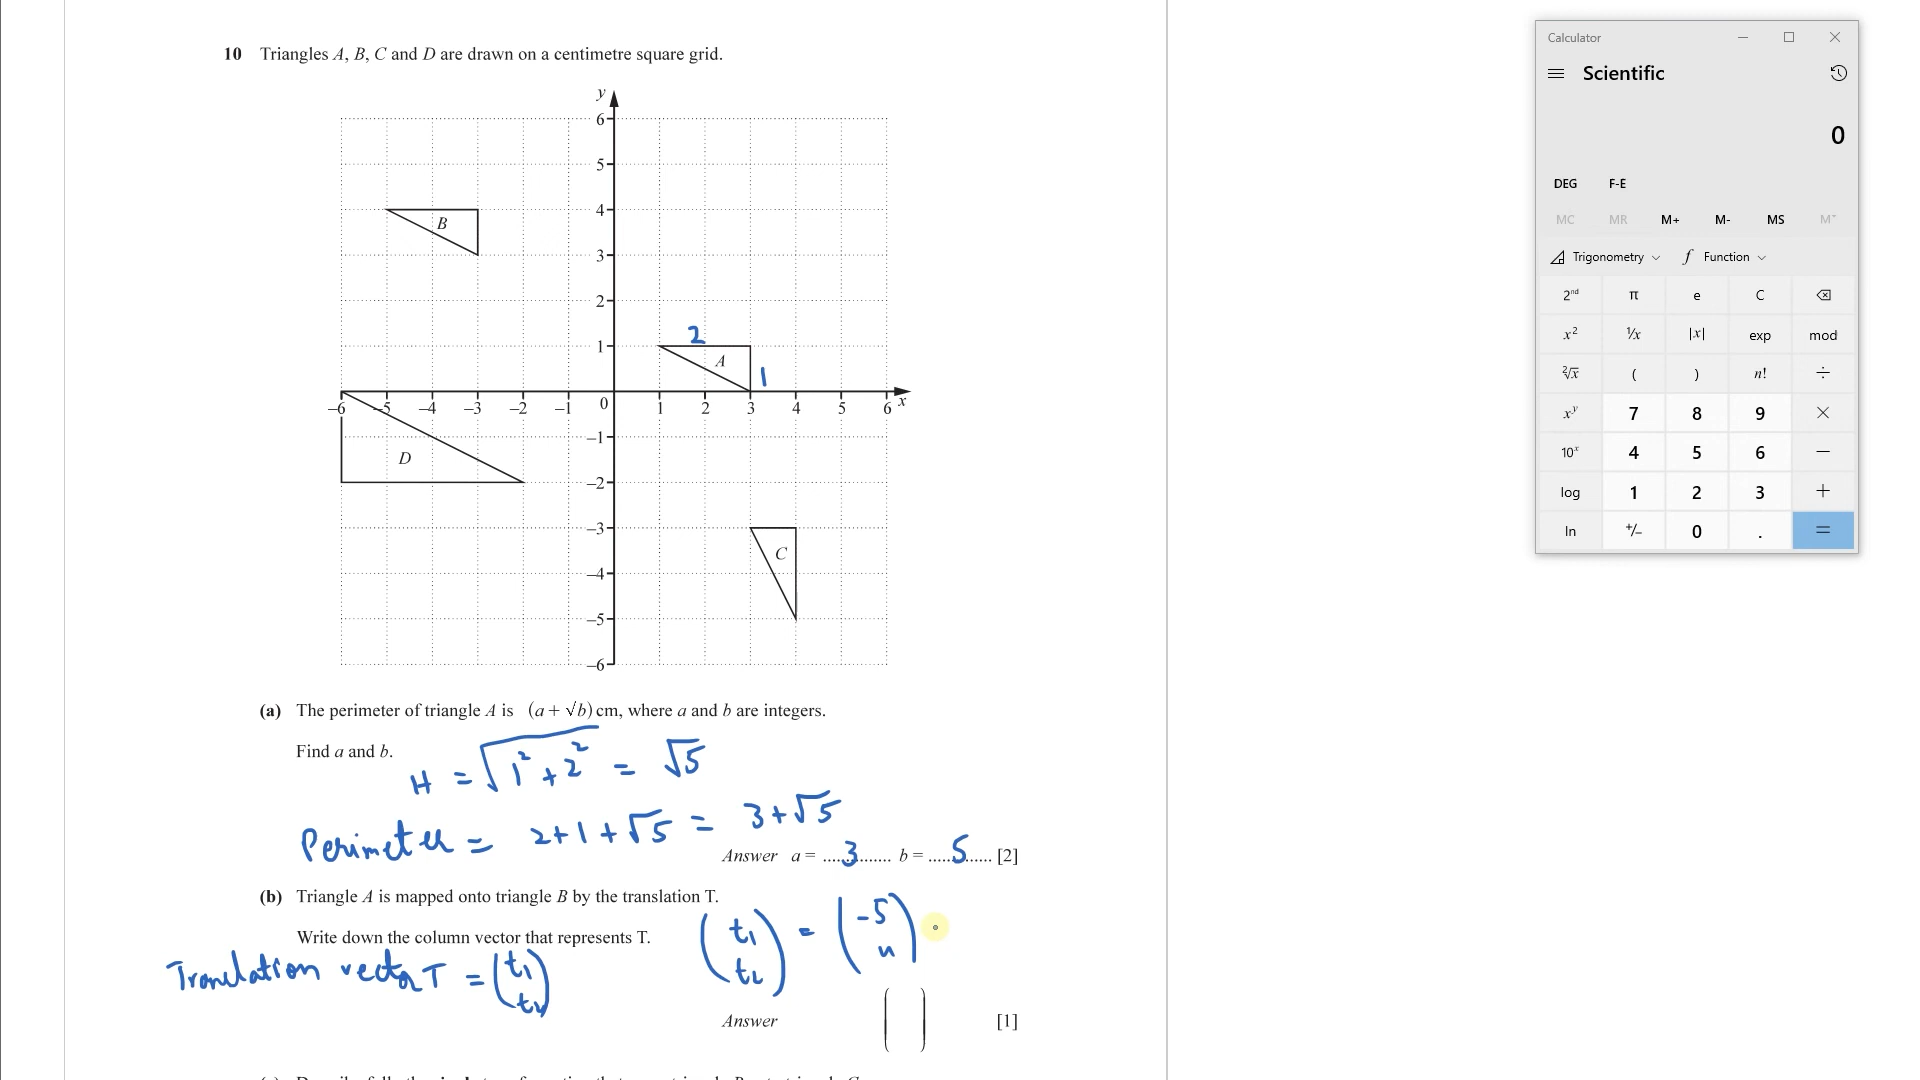 10 Triangles A, B, C and D are drawn on a centimetre square grid.
y
6
5
4
3
2
1
B
2
A
1
–6 –5 –4 –3 –2 –1 0 1 2 3 4 5 6 x
–1
–2
–3
–4
–5
–6
D
C
(a) The perimeter of triangle A is (a + √b) cm, where a and b are integers.
Find a and b.
H = √1² + 2² = √5
Perimeter = 2+1+√5 = 3+√5
Answer a = ......3....... b = ......5...... [2]
(b) Triangle A is mapped onto triangle B by the translation T.
Write down the column vector that represents T.
Translation vector T = (t₁ t₂)
(t₁ t₂) = (-5 4)
Answer ( ) [1]
Calculator
Scientific
0
DEG F-E
MC MR M+ M- MS M˅
Trigonometry f Function
2ⁿᵈ π e C
x² ¹/x |x| exp mod
²√x ( ) n! ÷
xʸ 7 8 9 ×
10ˣ 4 5 6 −
log 1 2 3 +
ln +/− 0 . =